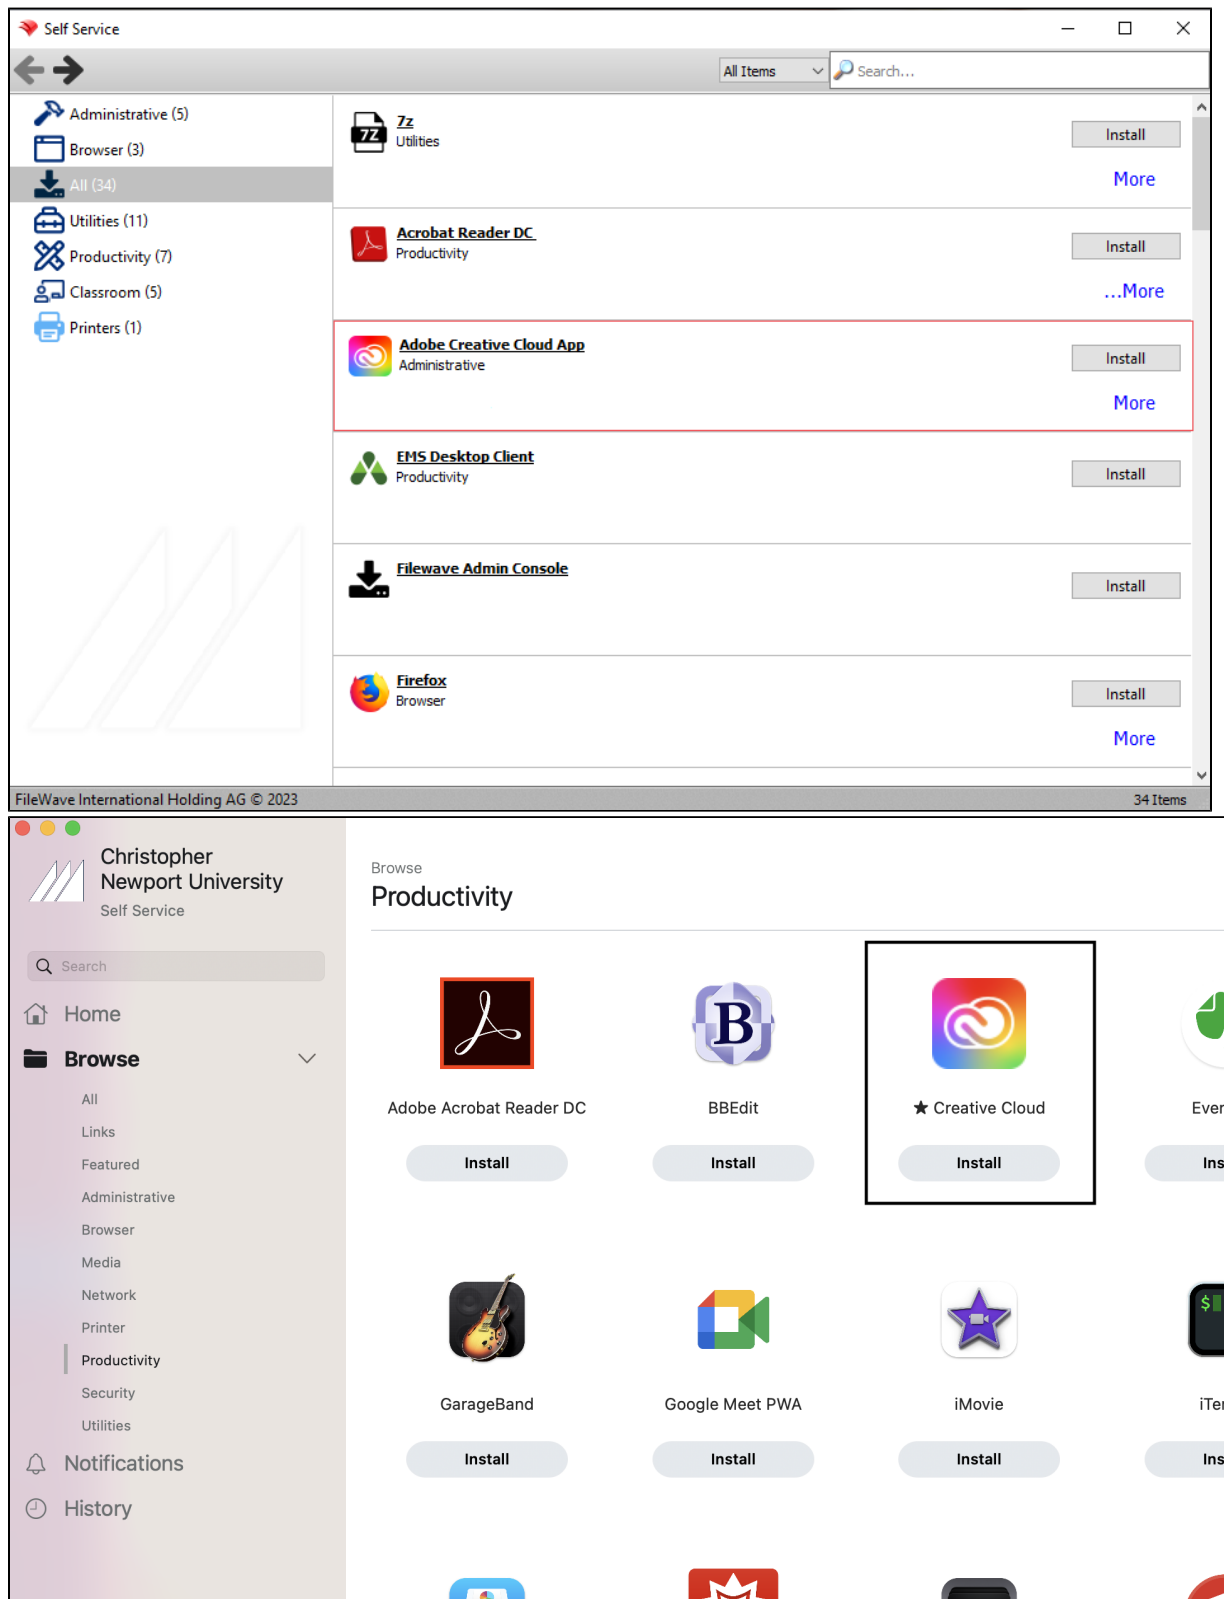 Self Service
All Items
Search...
Administrative (5)
Browser (3)
All (34)
Utilities (11)
Productivity (7)
Classroom (5)
Printers (1)
7Z
7z
Utilities
Install
More
Acrobat Reader DC
Productivity
Install
...More
Adobe Creative Cloud App
Administrative
Install
More
EMS Desktop Client
Productivity
Install
Filewave Admin Console
Install
Firefox
Browser
Install
More
FileWave International Holding AG © 2023
34 Items
Christopher
Newport University
Self Service
Search
Home
Browse
All
Links
Featured
Administrative
Browser
Media
Network
Printer
Productivity
Security
Utilities
Notifications
History
Browse
Productivity
B
$
Adobe Acrobat Reader DC
BBEdit
★ Creative Cloud
Ever
Install
Install
Install
Ins
GarageBand
Google Meet PWA
iMovie
iTer
Install
Install
Install
Ins